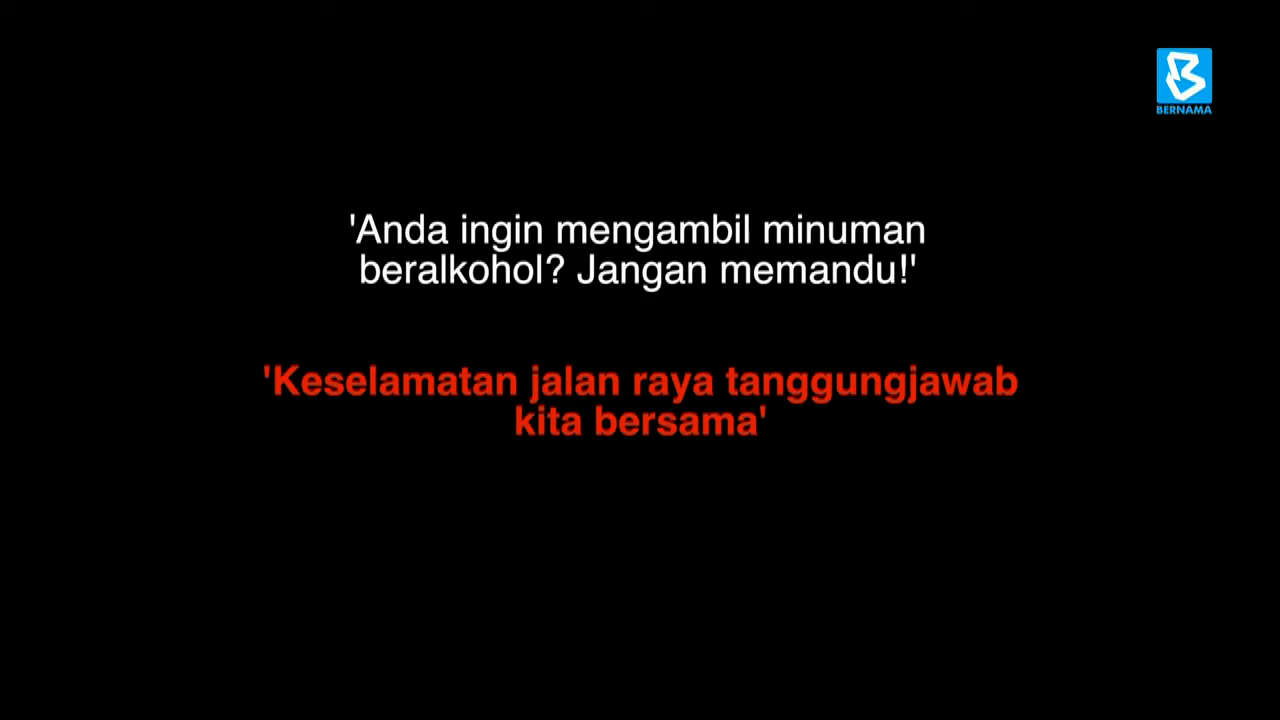 BERNAMA
'Anda ingin mengambil minuman
beralkohol? Jangan memandu!'
'Keselamatan jalan raya tanggungjawab
kita bersama'